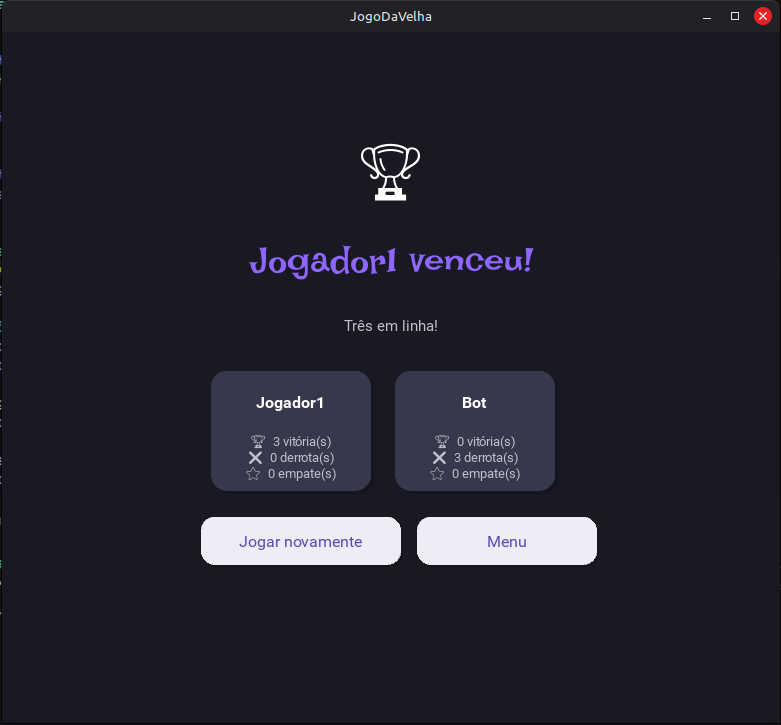 JogoDaVelha
Jogador1 venceu!
Três em linha!
Jogador1
3 vitória(s)
0 derrota(s)
0 empate(s)
Bot
0 vitória(s)
3 derrota(s)
0 empate(s)
Jogar novamente
Menu